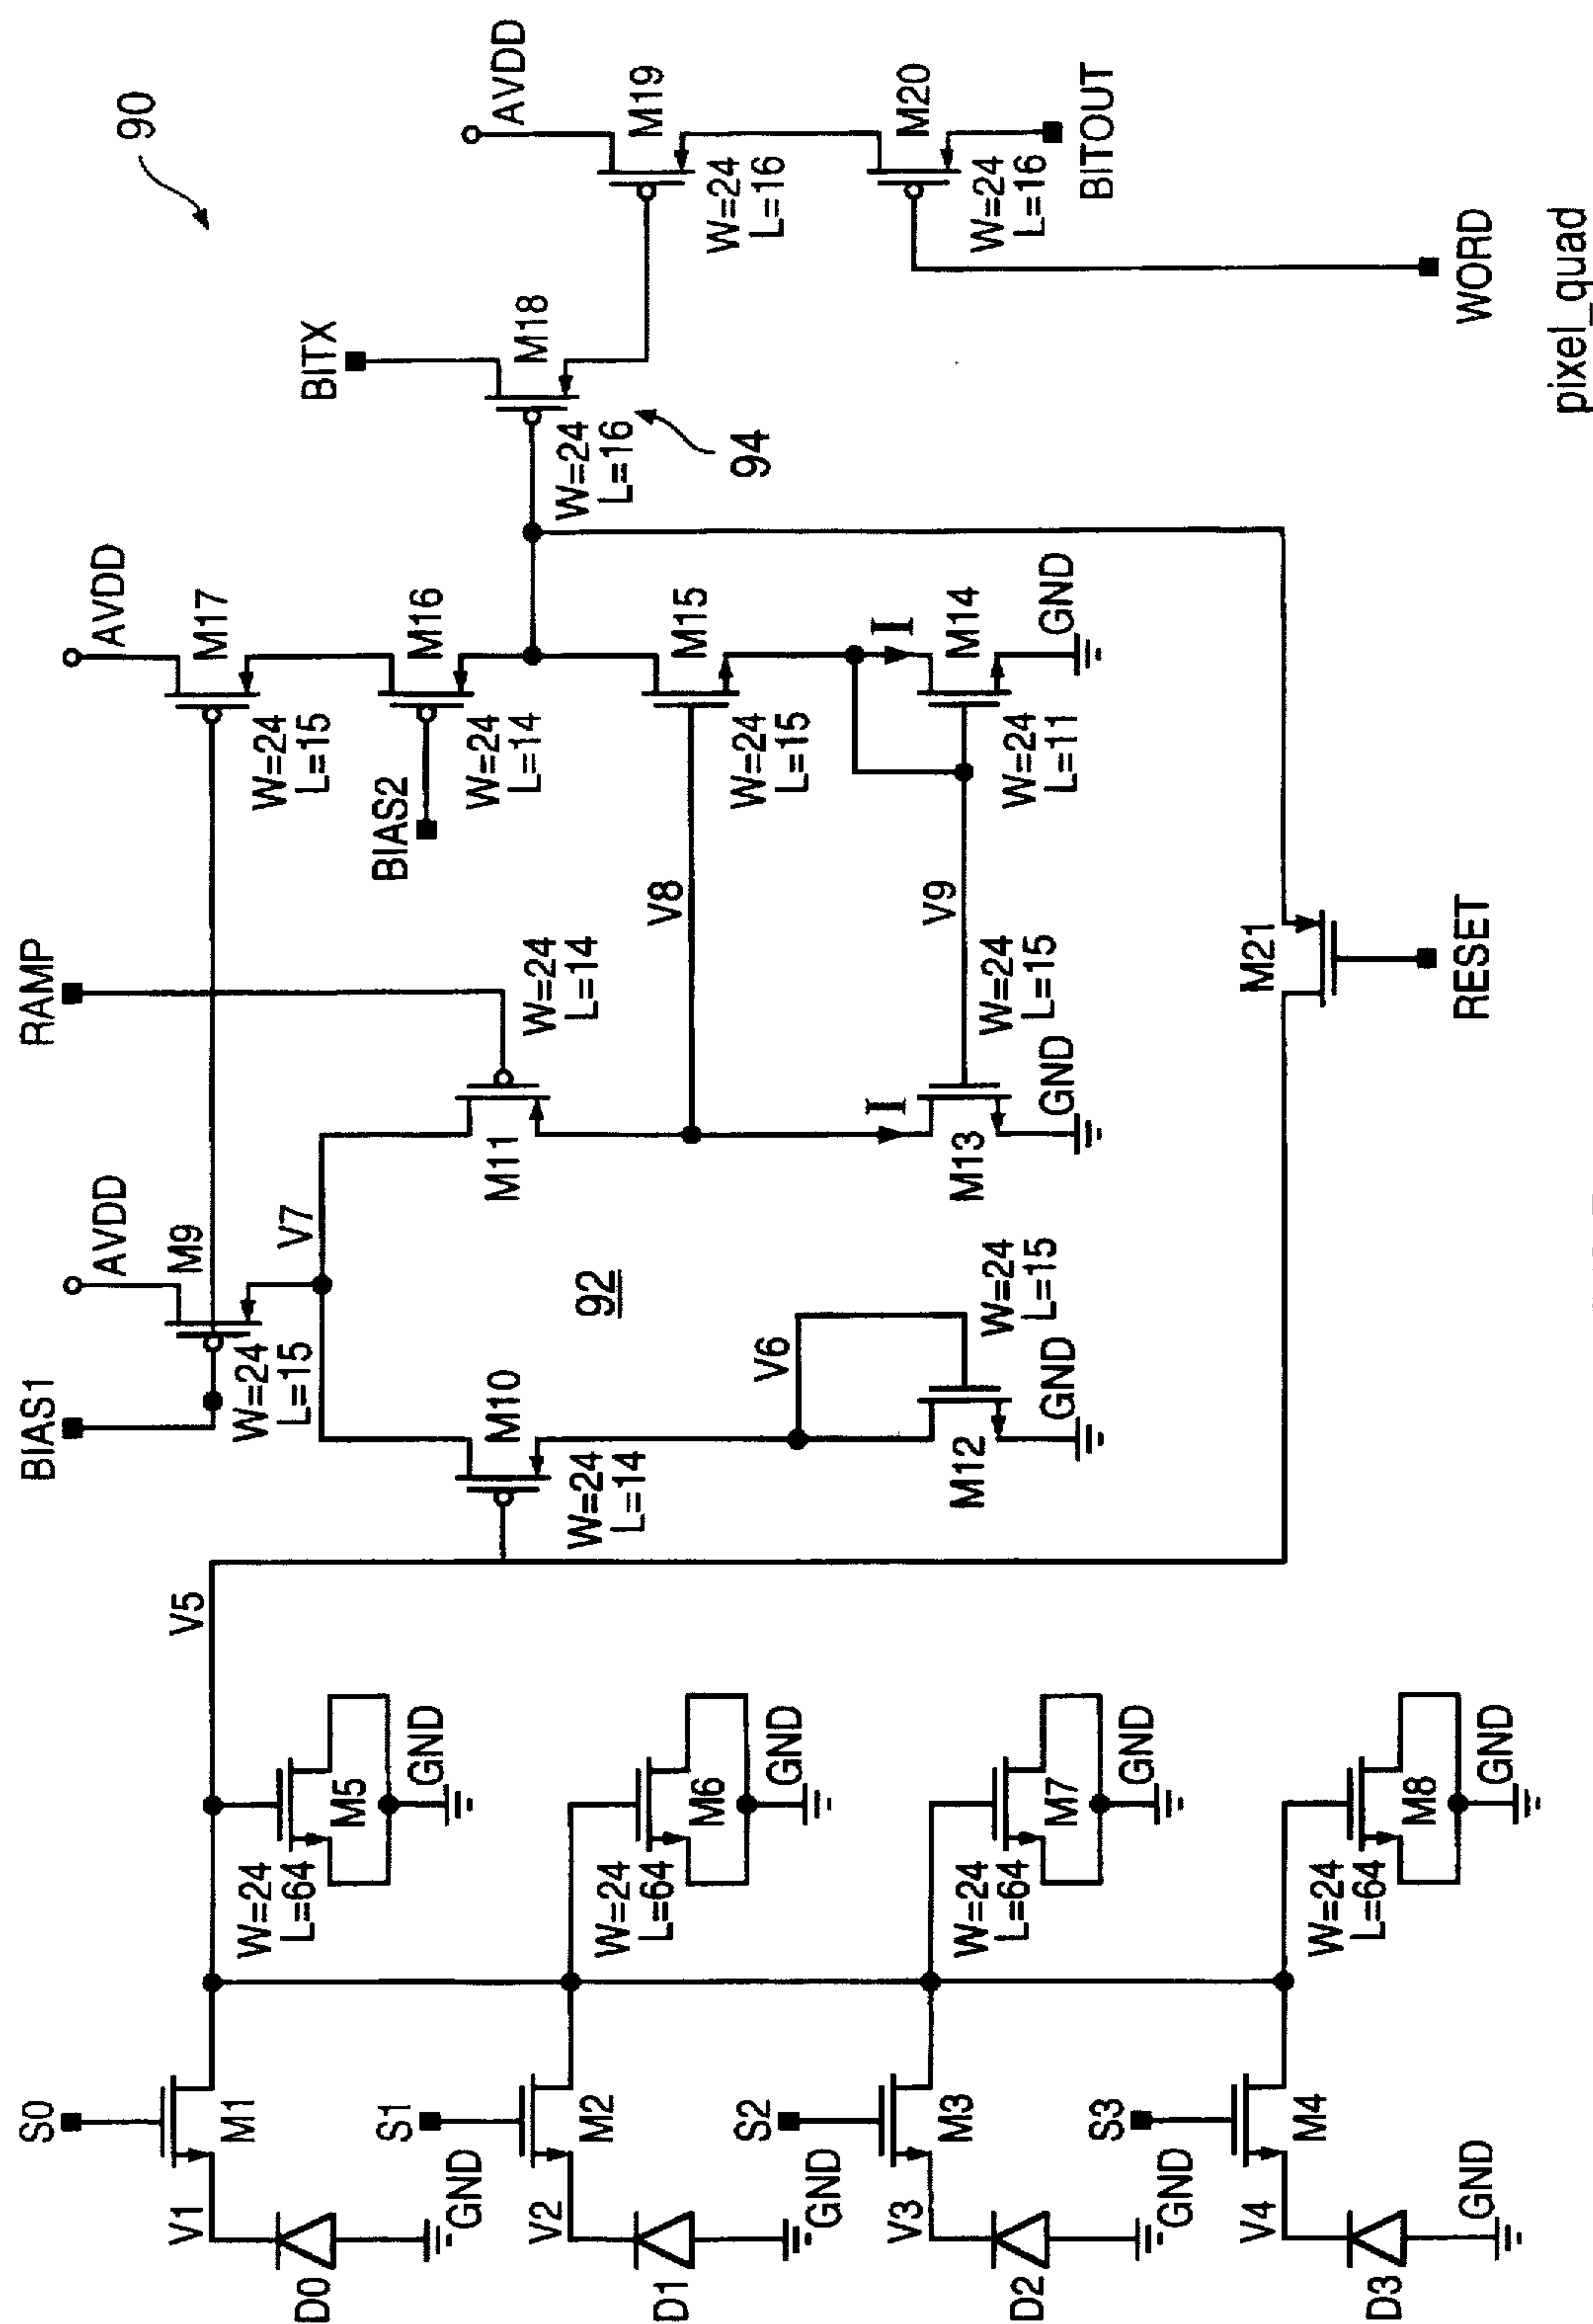 90
BITX
AVDD
M18
M19
W=24
L=16
W=24
L=16
94
M20
W=24
L=16
BITOUT
WORD
pixel_quad
RAMP
AVDD
M17
W=24
L=15
M16
W=24
L=14
BIAS2
V8
M15
W=24
L=15
I
M14
W=24
L=11
GND
V9
BIAS1
AVDD
M9
W=24
L=15
V7
M11
W=24
L=14
92
M10
W=24
L=14
V6
M12
W=24
L=15
GND
I
M13
W=24
L=15
GND
M21
RESET
V5
S0
M1
V1
D0
GND
W=24
L=64
M5
GND
S1
M2
V2
D1
GND
W=24
L=64
M6
GND
S2
M3
V3
D2
GND
W=24
L=64
M7
GND
S3
M4
V4
D3
GND
W=24
L=64
M8
GND